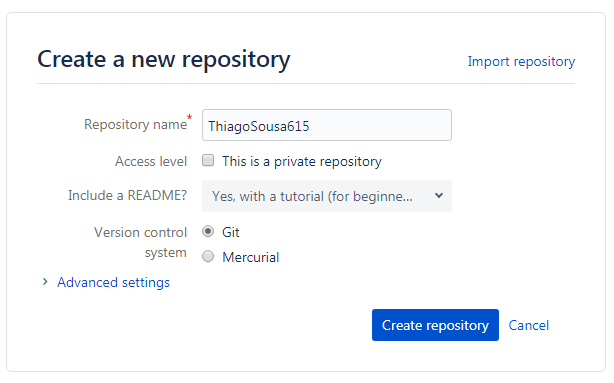 Create a new repository
Import repository
Repository name*
ThiagoSousa615
Access level
This is a private repository
Include a README?
Yes, with a tutorial (for beginne...
Version control
system
Git
Mercurial
Advanced settings
Create repository
Cancel